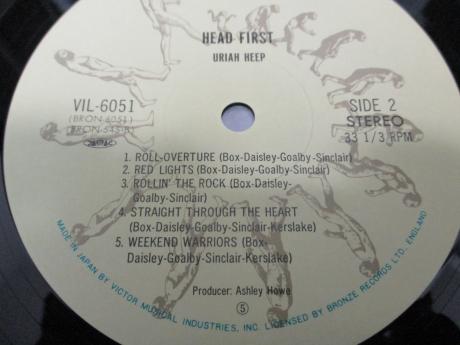 HEAD FIRST
URIAH HEEP
VIL-6051
(BRON-6051)
(BRON-545-B)
SIDE 2
STEREO
33 1/3 RPM
1. ROLL-OVERTURE (Box-Daisley-Goalby-Sinclair)
2. RED LIGHTS (Box-Daisley-Goalby-Sinclair)
3. ROLLIN' THE ROCK (Box-Daisley-
Goalby-Sinclair)
4. STRAIGHT THROUGH THE HEART
(Box-Daisley-Goalby-Sinclair-Kerslake)
5. WEEKEND WARRIORS (Box-
Daisley-Goalby-Sinclair-Kerslake)
Producer: Ashley Howe
⑤
MADE IN JAPAN BY VICTOR MUSICAL INDUSTRIES, INC. LICENSED BY BRONZE RECORDS LTD. ENGLAND